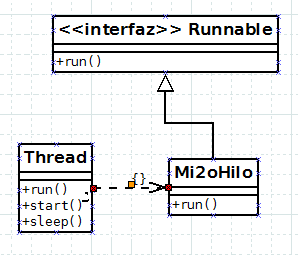 <<interfaz>> Runnable
+run()
Thread
+run()
+start()
+sleep()
{}
Mi2oHilo
+run()